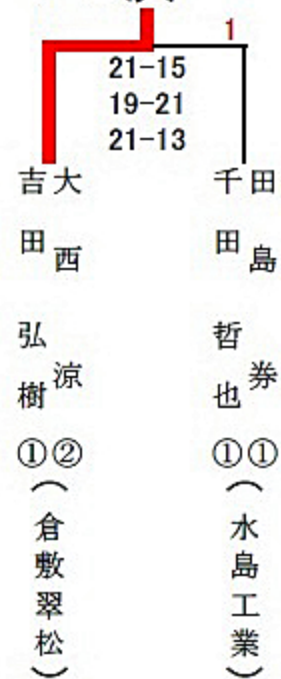 1
21-15
19-21
21-13
大西 涼 ②
吉田 弘樹 ①
(倉敷翠松)
田島 券 ①
千田 哲也 ①
(水島工業)